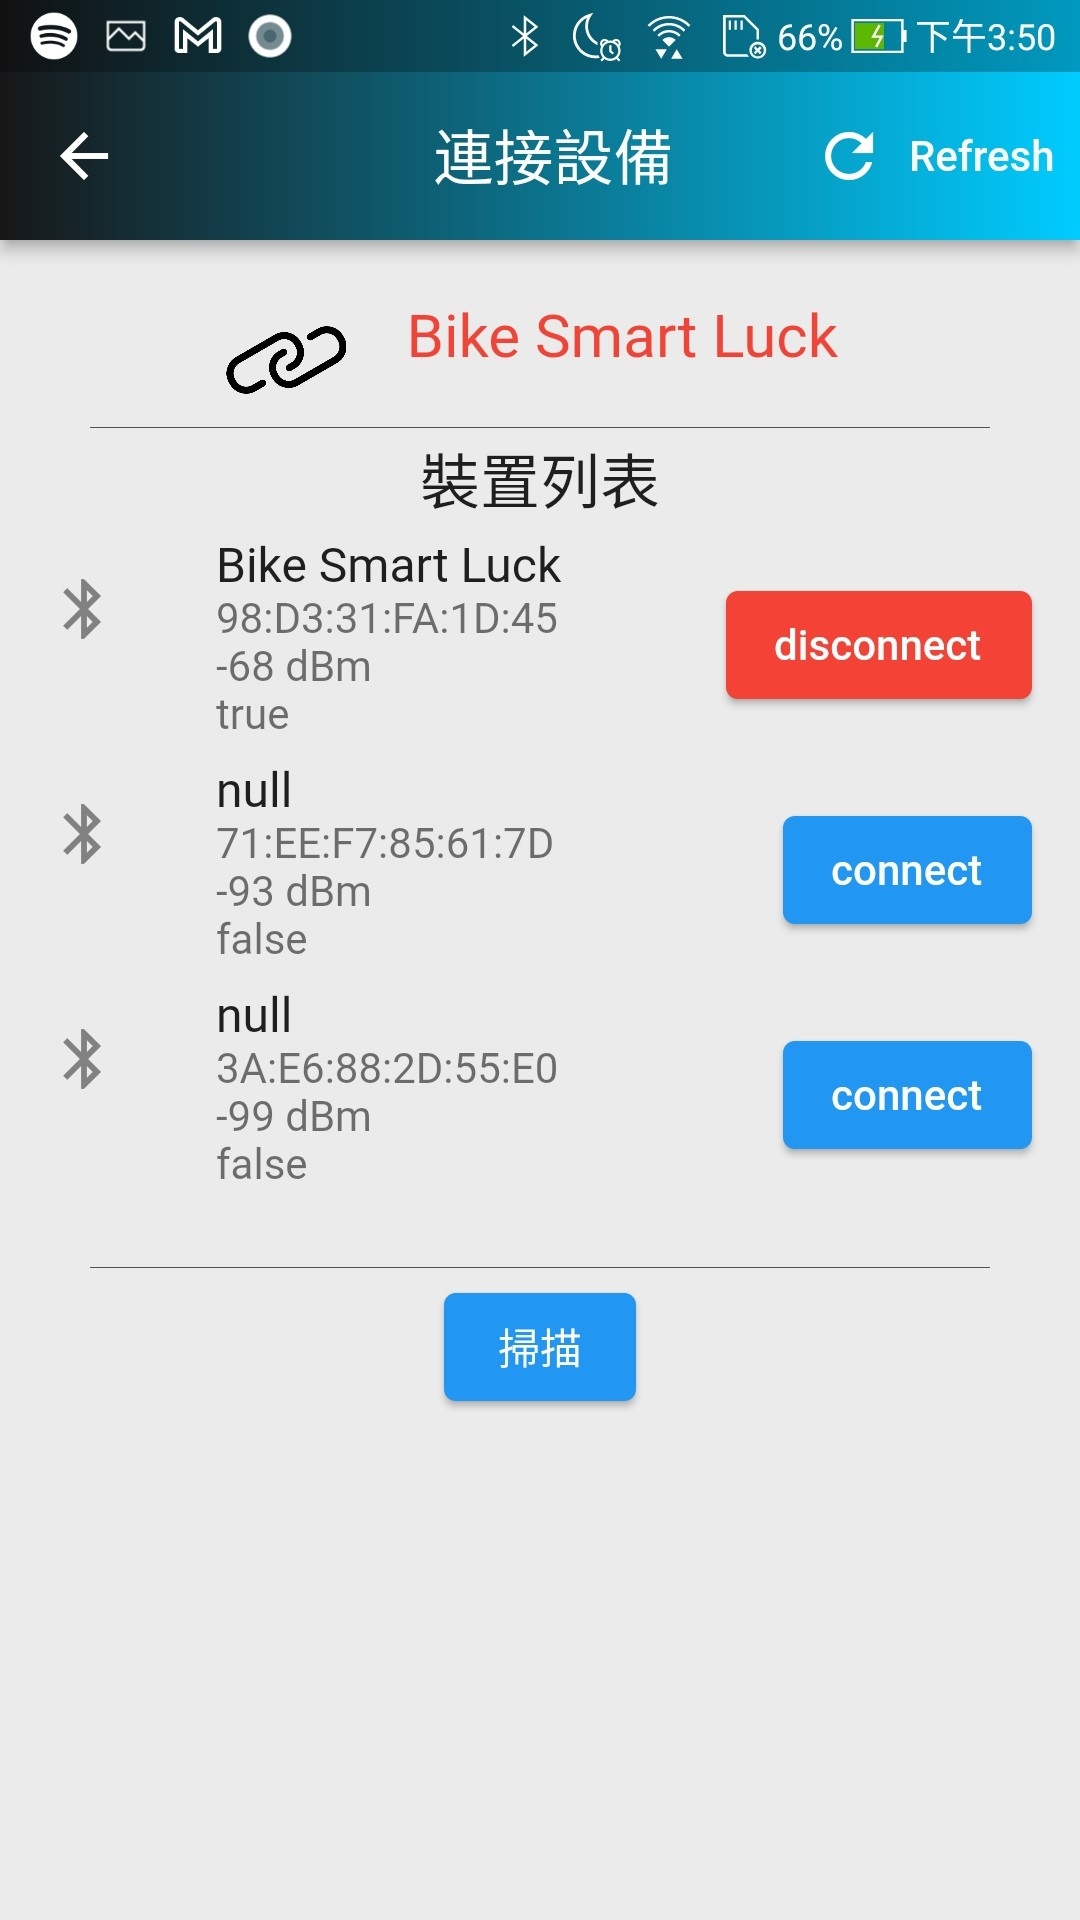 66% 下午3:50
連接設備 Refresh
Bike Smart Luck
裝置列表
Bike Smart Luck
98:D3:31:FA:1D:45
-68 dBm
true
disconnect
null
71:EE:F7:85:61:7D
-93 dBm
false
connect
null
3A:E6:88:2D:55:E0
-99 dBm
false
connect
掃描